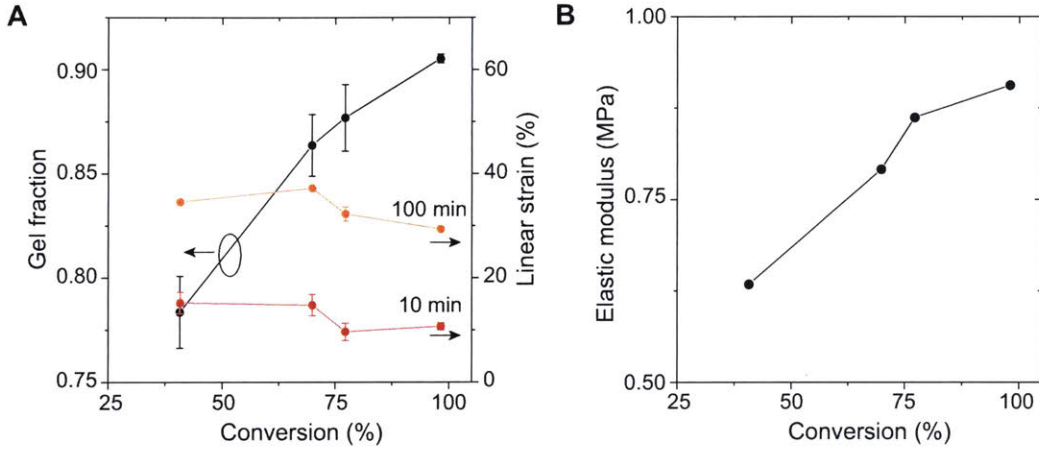 A
0.90
0.85
0.80
0.75
Gel fraction
60
40
20
0
Linear strain (%)
100 min
10 min
25
50
75
100
Conversion (%)
B
1.00
0.75
0.50
Elastic modulus (MPa)
25
50
75
100
Conversion (%)